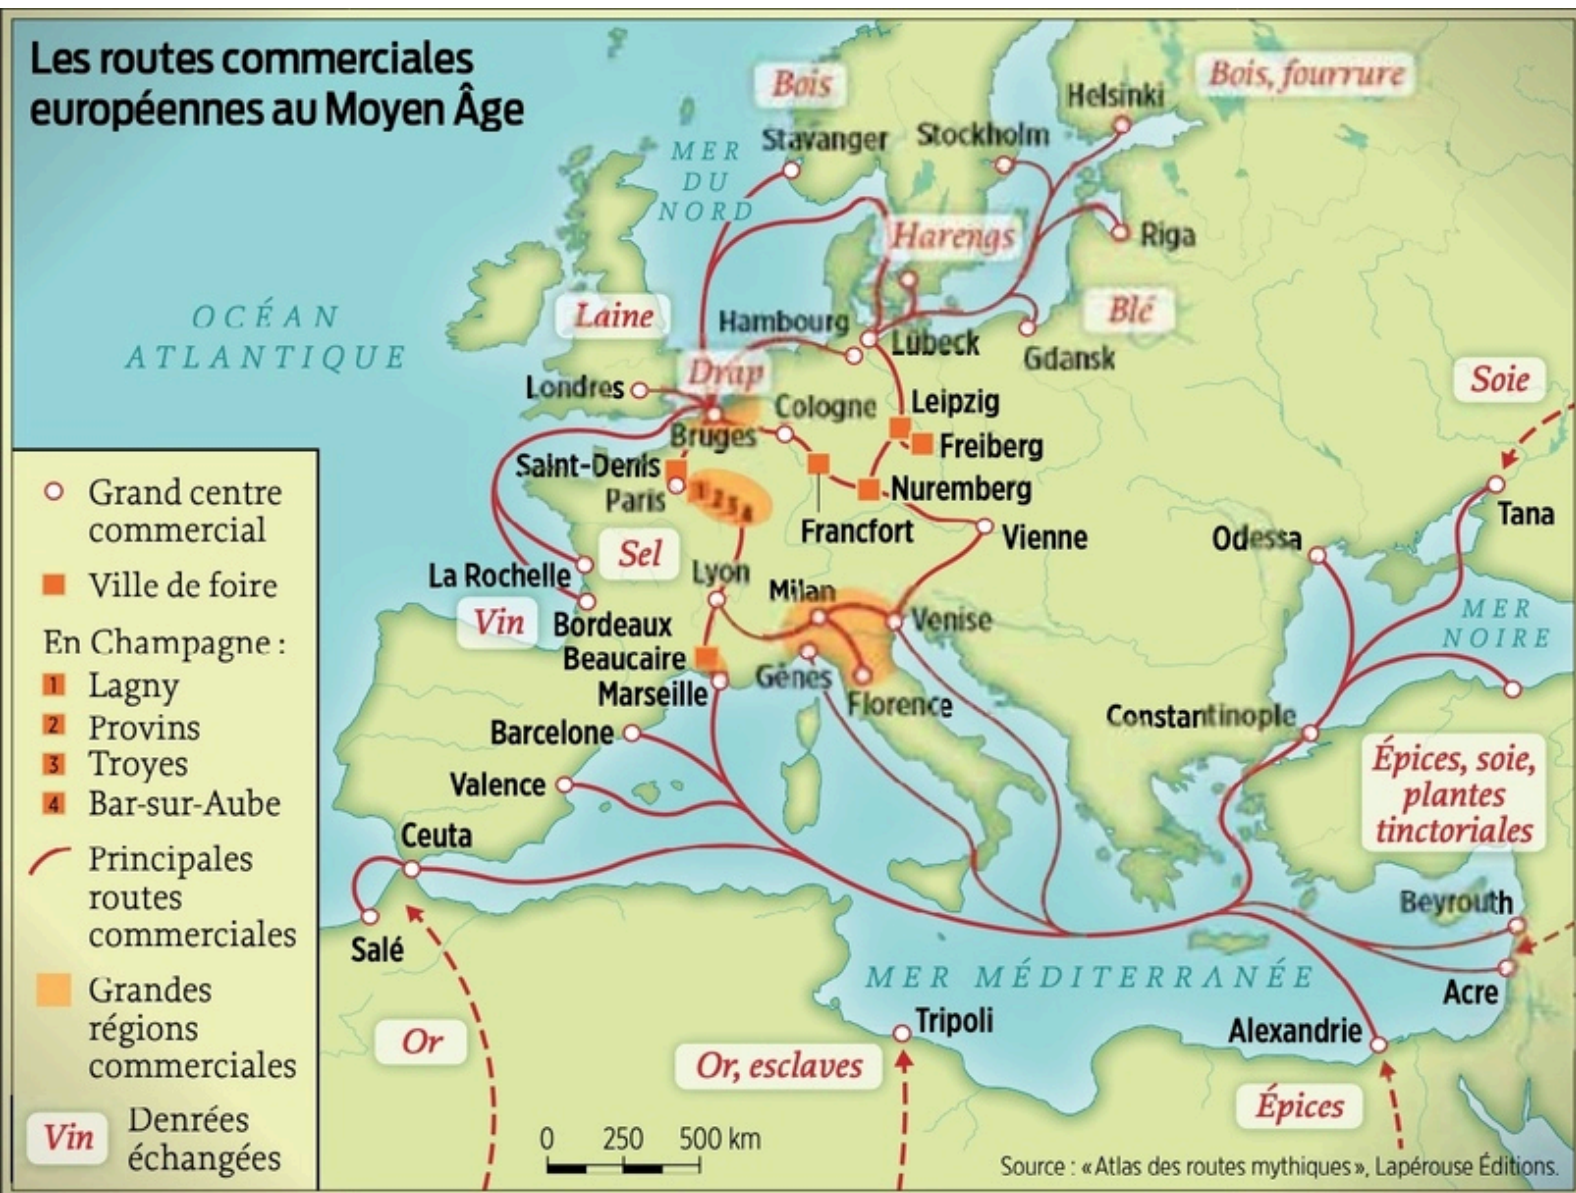 Les routes commerciales
européennes au Moyen Âge
Bois
Bois, fourrure
Helsinki
Stavanger
Stockholm
MER
DU
NORD
Harengs
Riga
OCÉAN
ATLANTIQUE
Laine
Hambourg
Lübeck
Blé
Gdansk
Drap
Londres
Cologne
Leipzig
Soie
Bruges
Freiberg
Saint-Denis
Paris
1 2 3 4
Nuremberg
Francfort
Vienne
Odessa
Tana
Sel
La Rochelle
Lyon
Milan
Vin
Bordeaux
Venise
MER
NOIRE
Beaucaire
Marseille
Gênes
Florence
Barcelone
Constantinople
Valence
Épices, soie,
plantes
tinctoriales
Ceuta
Beyrouth
Salé
MER MÉDITERRANÉE
Acre
Tripoli
Alexandrie
Or
Or, esclaves
Épices
Grand centre
commercial
Ville de foire
En Champagne :
1 Lagny
2 Provins
3 Troyes
4 Bar-sur-Aube
Principales
routes
commerciales
Grandes
régions
commerciales
Vin
Denrées
échangées
0 250 500 km
Source : « Atlas des routes mythiques », Lapérouse Éditions.